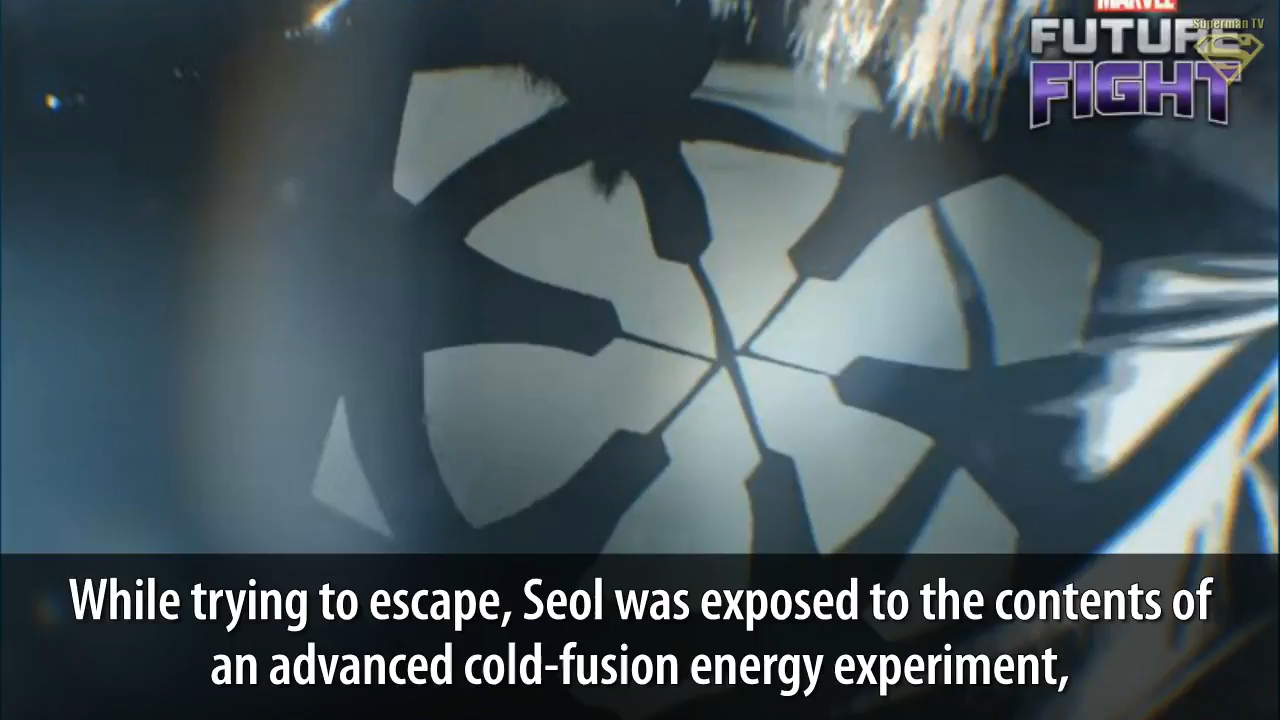 MARVEL
FUTURE
FIGHT
Superman TV
While trying to escape, Seol was exposed to the contents of
an advanced cold-fusion energy experiment,